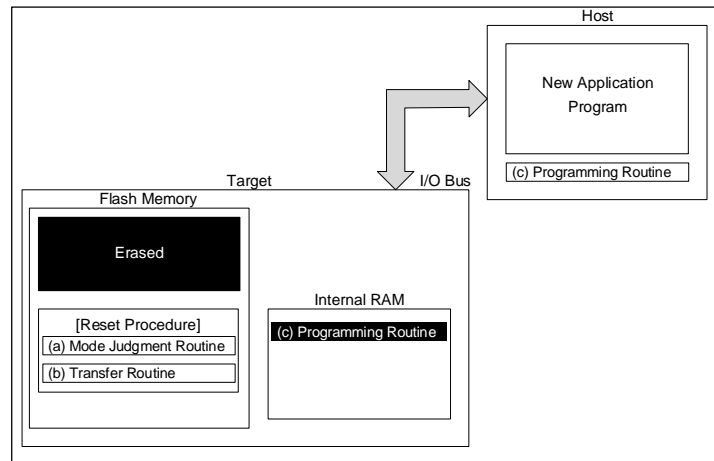 Host
New Application
Program
(c) Programming Routine
Target
I/O Bus
Flash Memory
Erased
Internal RAM
[Reset Procedure]
(c) Programming Routine
(a) Mode Judgment Routine
(b) Transfer Routine